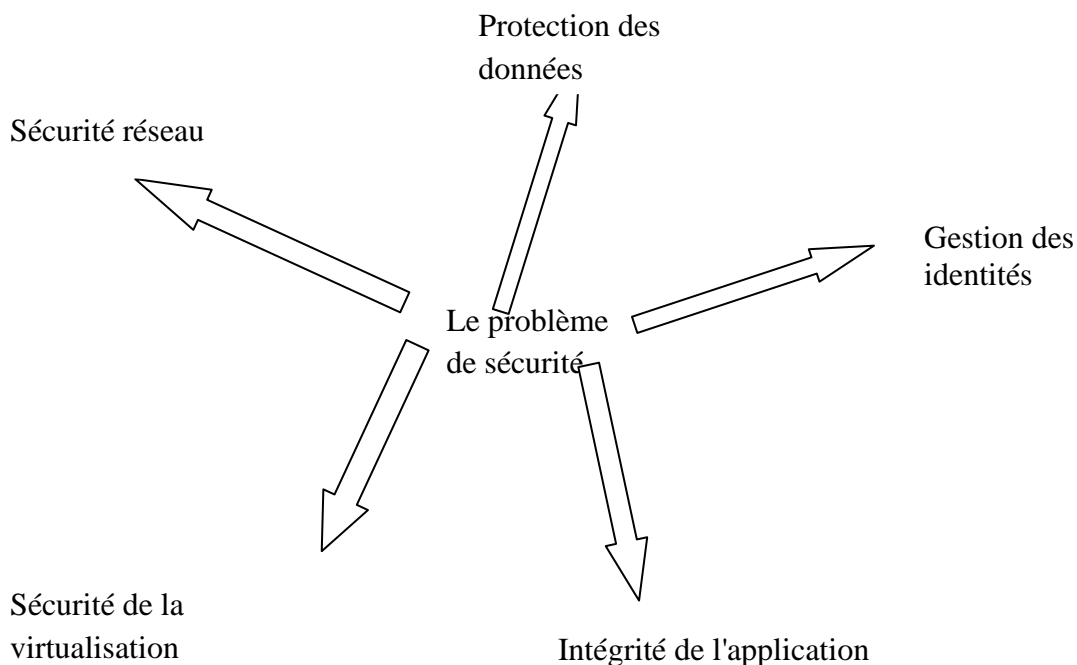 Protection des
données
Sécurité réseau
Gestion des
identités
Le problème
de sécurité
Sécurité de la
virtualisation
Intégrité de l'application